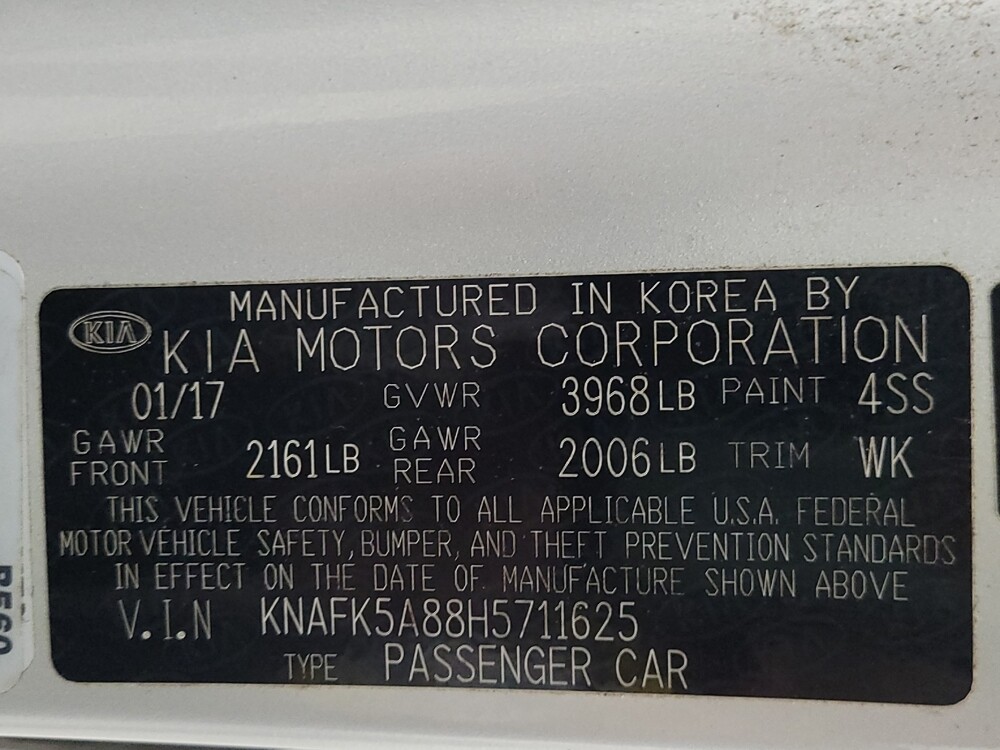 MANUFACTURED IN KOREA BY
KIA KIA MOTORS CORPORATION
01/17 GVWR 3968LB PAINT 4SS
GAWR FRONT 2161LB GAWR REAR 2006LB TRIM WK
THIS VEHICLE CONFORMS TO ALL APPLICABLE U.S.A. FEDERAL
MOTOR VEHICLE SAFETY, BUMPER, AND THEFT PREVENTION STANDARDS
IN EFFECT ON THE DATE OF MANUFACTURE SHOWN ABOVE
V.I.N KNAFK5A88H5711625
TYPE PASSENGER CAR